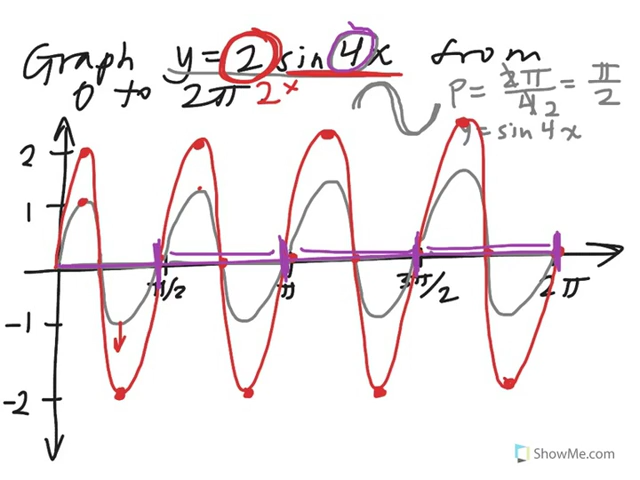 Graph y = 2 sin 4x from
0 to 2π 2x
P = 2π/4 2 = π/2
y = sin 4x
2
1
-1
-2
π/2 π 3π/2 2π
ShowMe.com